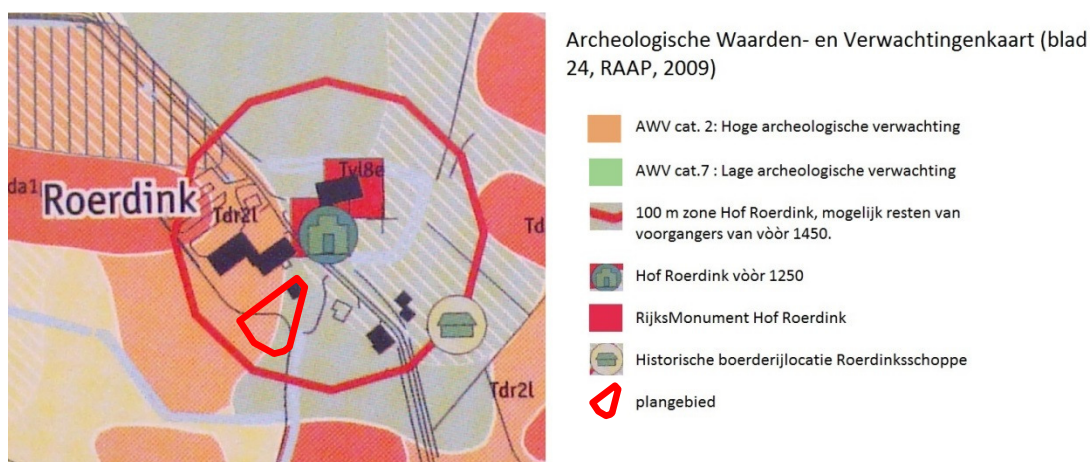 Archeologische Waarden- en Verwachtingenkaart (blad
24, RAAP, 2009)
da1
Roerdink
Tdr2l
Tvl8e
Td
Tdr2l
AWV cat. 2: Hoge archeologische verwachting
AWV cat.7 : Lage archeologische verwachting
100 m zone Hof Roerdink, mogelijk resten van
voorgangers van vòòr 1450.
Hof Roerdink vòòr 1250
RijksMonument Hof Roerdink
Historische boerderijlocatie Roerdinksschoppe
plangebied